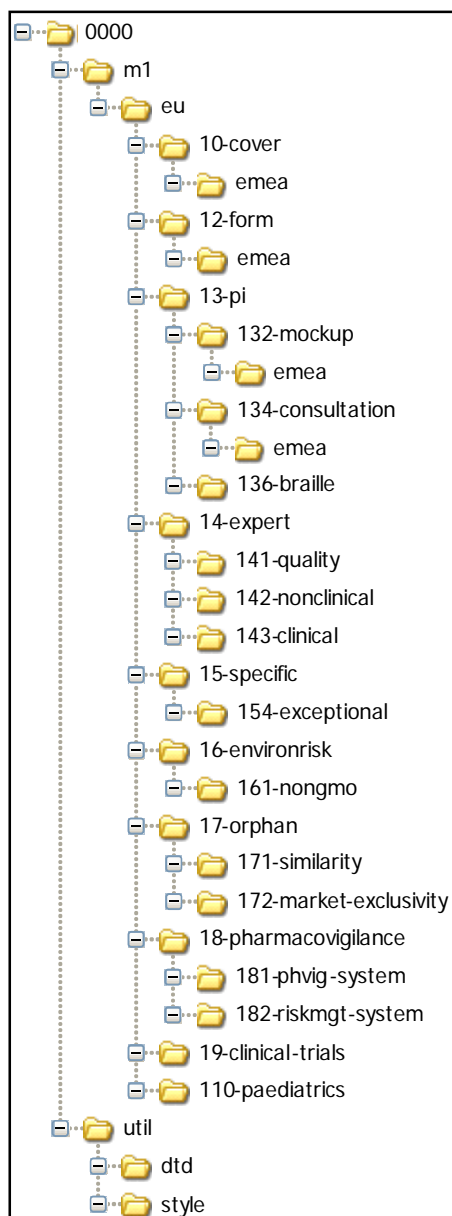 0000
m1
eu
10-cover
emea
12-form
emea
13-pi
132-mockup
emea
134-consultation
emea
136-braille
14-expert
141-quality
142-nonclinical
143-clinical
15-specific
154-exceptional
16-environrisk
161-nongmo
17-orphan
171-similarity
172-market-exclusivity
18-pharmacovigilance
181-phvig-system
182-riskmgt-system
19-clinical-trials
110-paediatrics
util
dtd
style